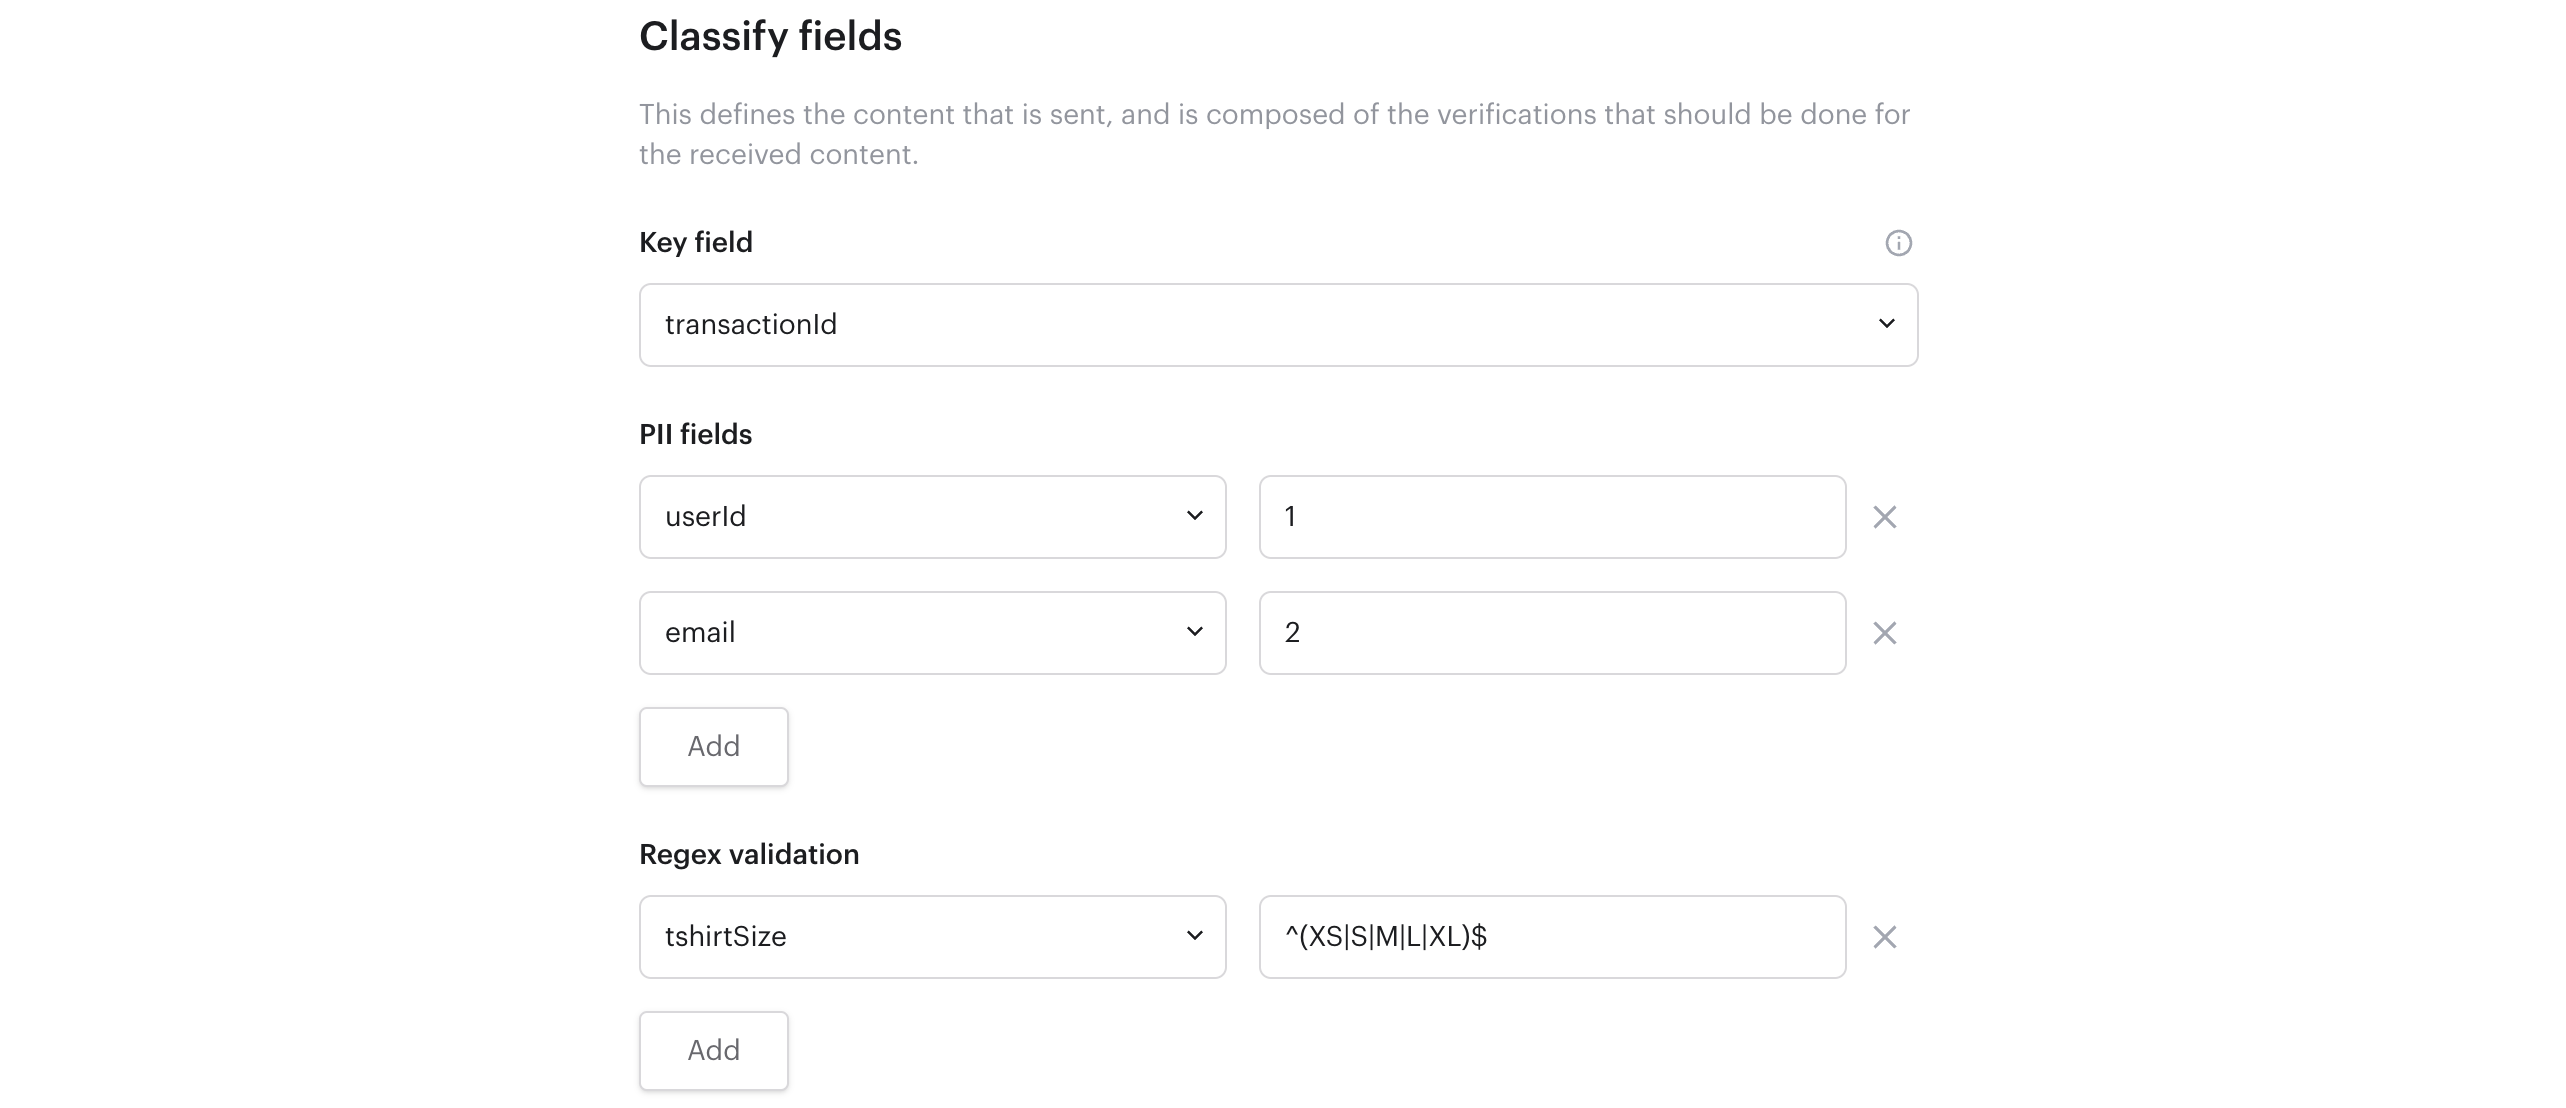 Classify fields
This defines the content that is sent, and is composed of the verifications that should be done for
the received content.
Key field
transactionId
PII fields
userId 1
email 2
Add
Regex validation
tshirtSize ^(XS|S|M|L|XL)$
Add